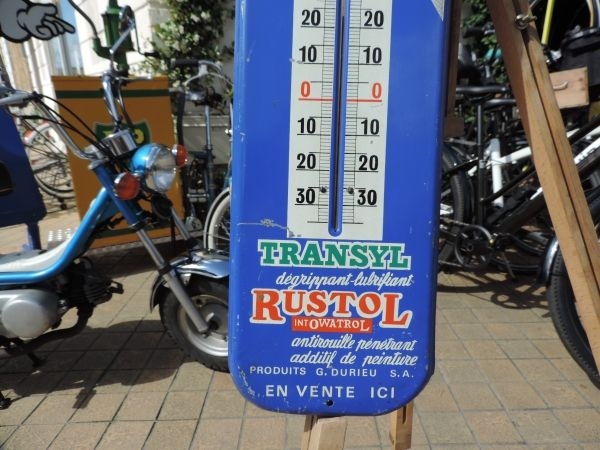 20 20
10 10
0 0
10 10
20 20
30 30
TRANSYL
dégrippant-lubrifiant
RUSTOL
INTOWATROL
antirouille pénétrant
additif de peinture
PRODUITS G. DURIEU S.A.
EN VENTE ICI